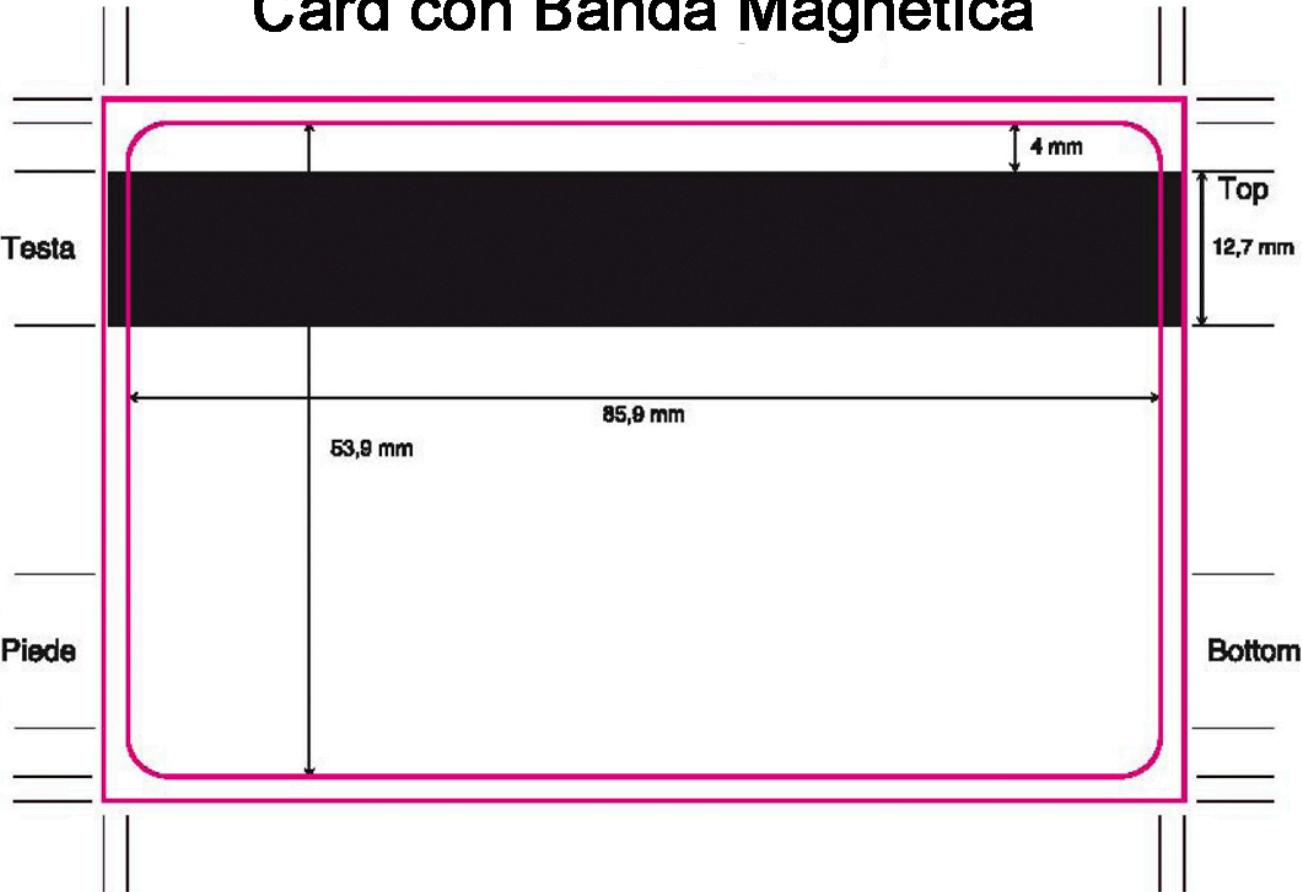 Card con Banda Magnetica
4 mm
Top
Testa
12,7 mm
85,9 mm
53,9 mm
Piede
Bottom